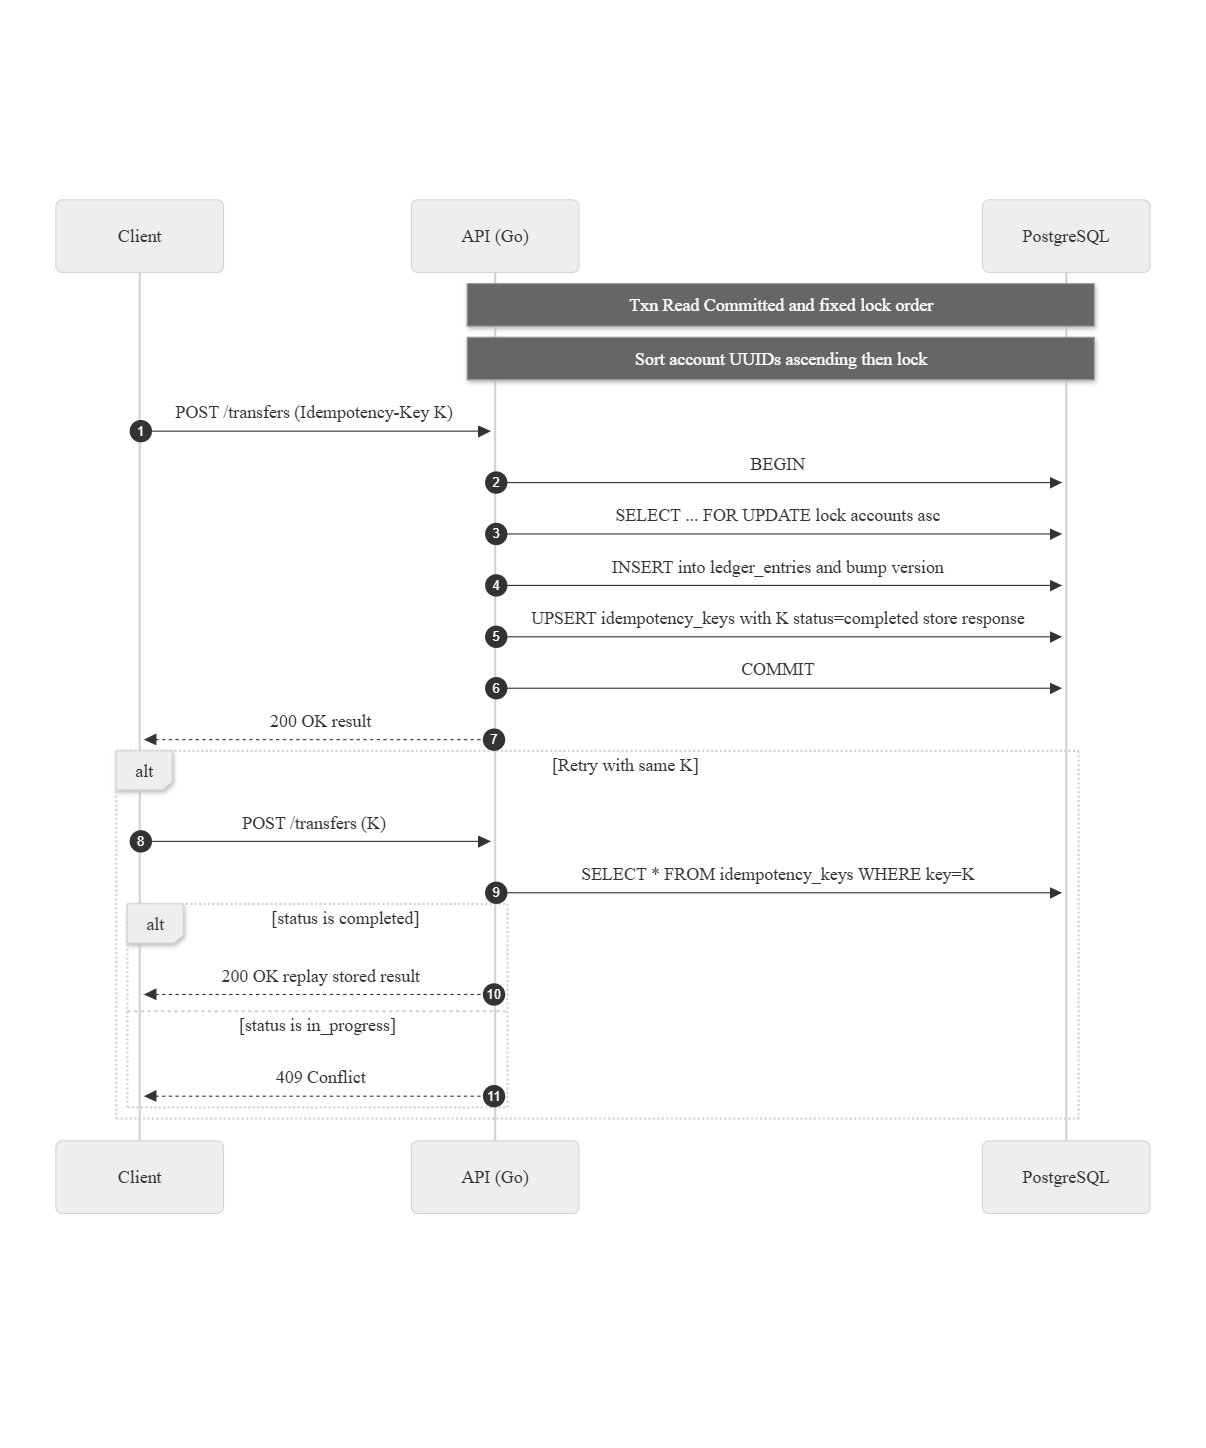 Client
API (Go)
PostgreSQL
Txn Read Committed and fixed lock order
Sort account UUIDs ascending then lock
POST /transfers (Idempotency-Key K)
1
BEGIN
2
SELECT ... FOR UPDATE lock accounts asc
3
INSERT into ledger_entries and bump version
4
UPSERT idempotency_keys with K status=completed store response
5
COMMIT
6
200 OK result
7
alt
[Retry with same K]
POST /transfers (K)
8
SELECT * FROM idempotency_keys WHERE key=K
9
alt
[status is completed]
200 OK replay stored result
10
[status is in_progress]
409 Conflict
11
Client
API (Go)
PostgreSQL